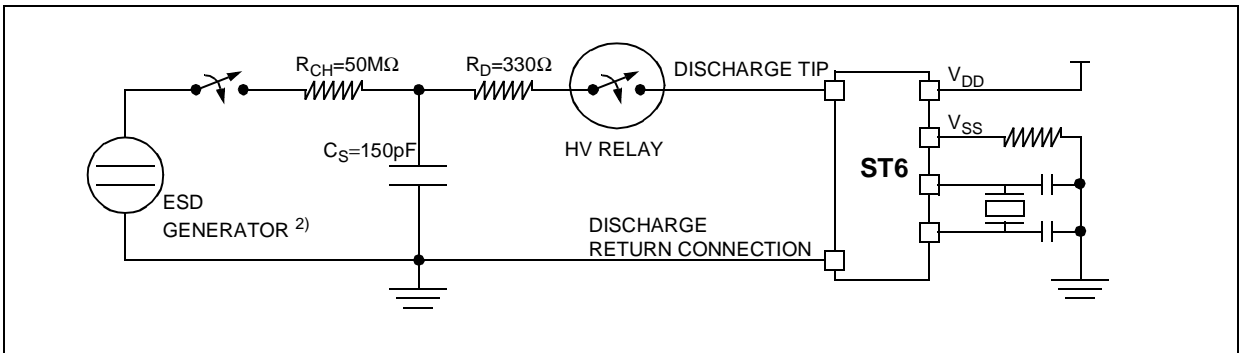 R_CH=50MΩ
R_D=330Ω
DISCHARGE TIP
V_DD
V_SS
C_S=150pF
HV RELAY
ST6
ESD
GENERATOR 2)
DISCHARGE
RETURN CONNECTION